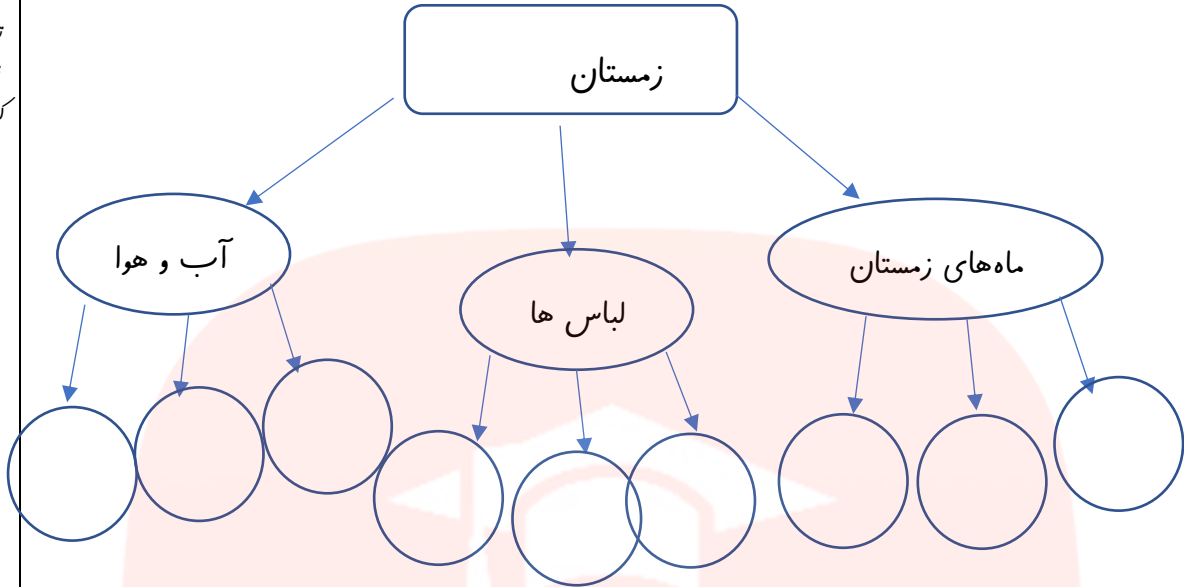 زمستان
ماه‌های زمستان
لباس ها
آب و هوا